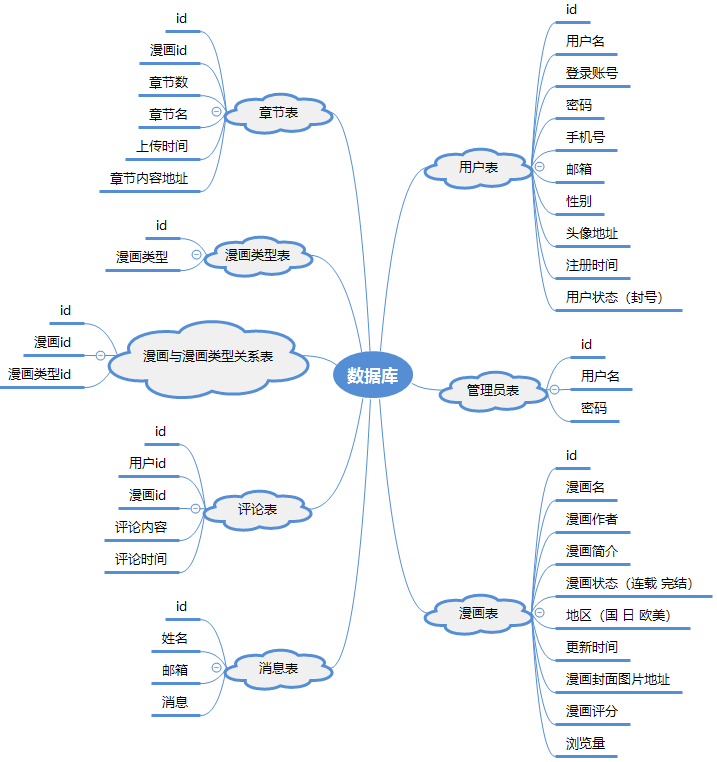 数据库
章节表
id
漫画id
章节数
章节名
上传时间
章节内容地址
漫画类型表
id
漫画类型
漫画与漫画类型关系表
id
漫画id
漫画类型id
评论表
id
用户id
漫画id
评论内容
评论时间
消息表
id
姓名
邮箱
消息
用户表
id
用户名
登录账号
密码
手机号
邮箱
性别
头像地址
注册时间
用户状态（封号）
管理员表
id
用户名
密码
漫画表
id
漫画名
漫画作者
漫画简介
漫画状态（连载 完结）
地区（国 日 欧美）
更新时间
漫画封面图片地址
漫画评分
浏览量